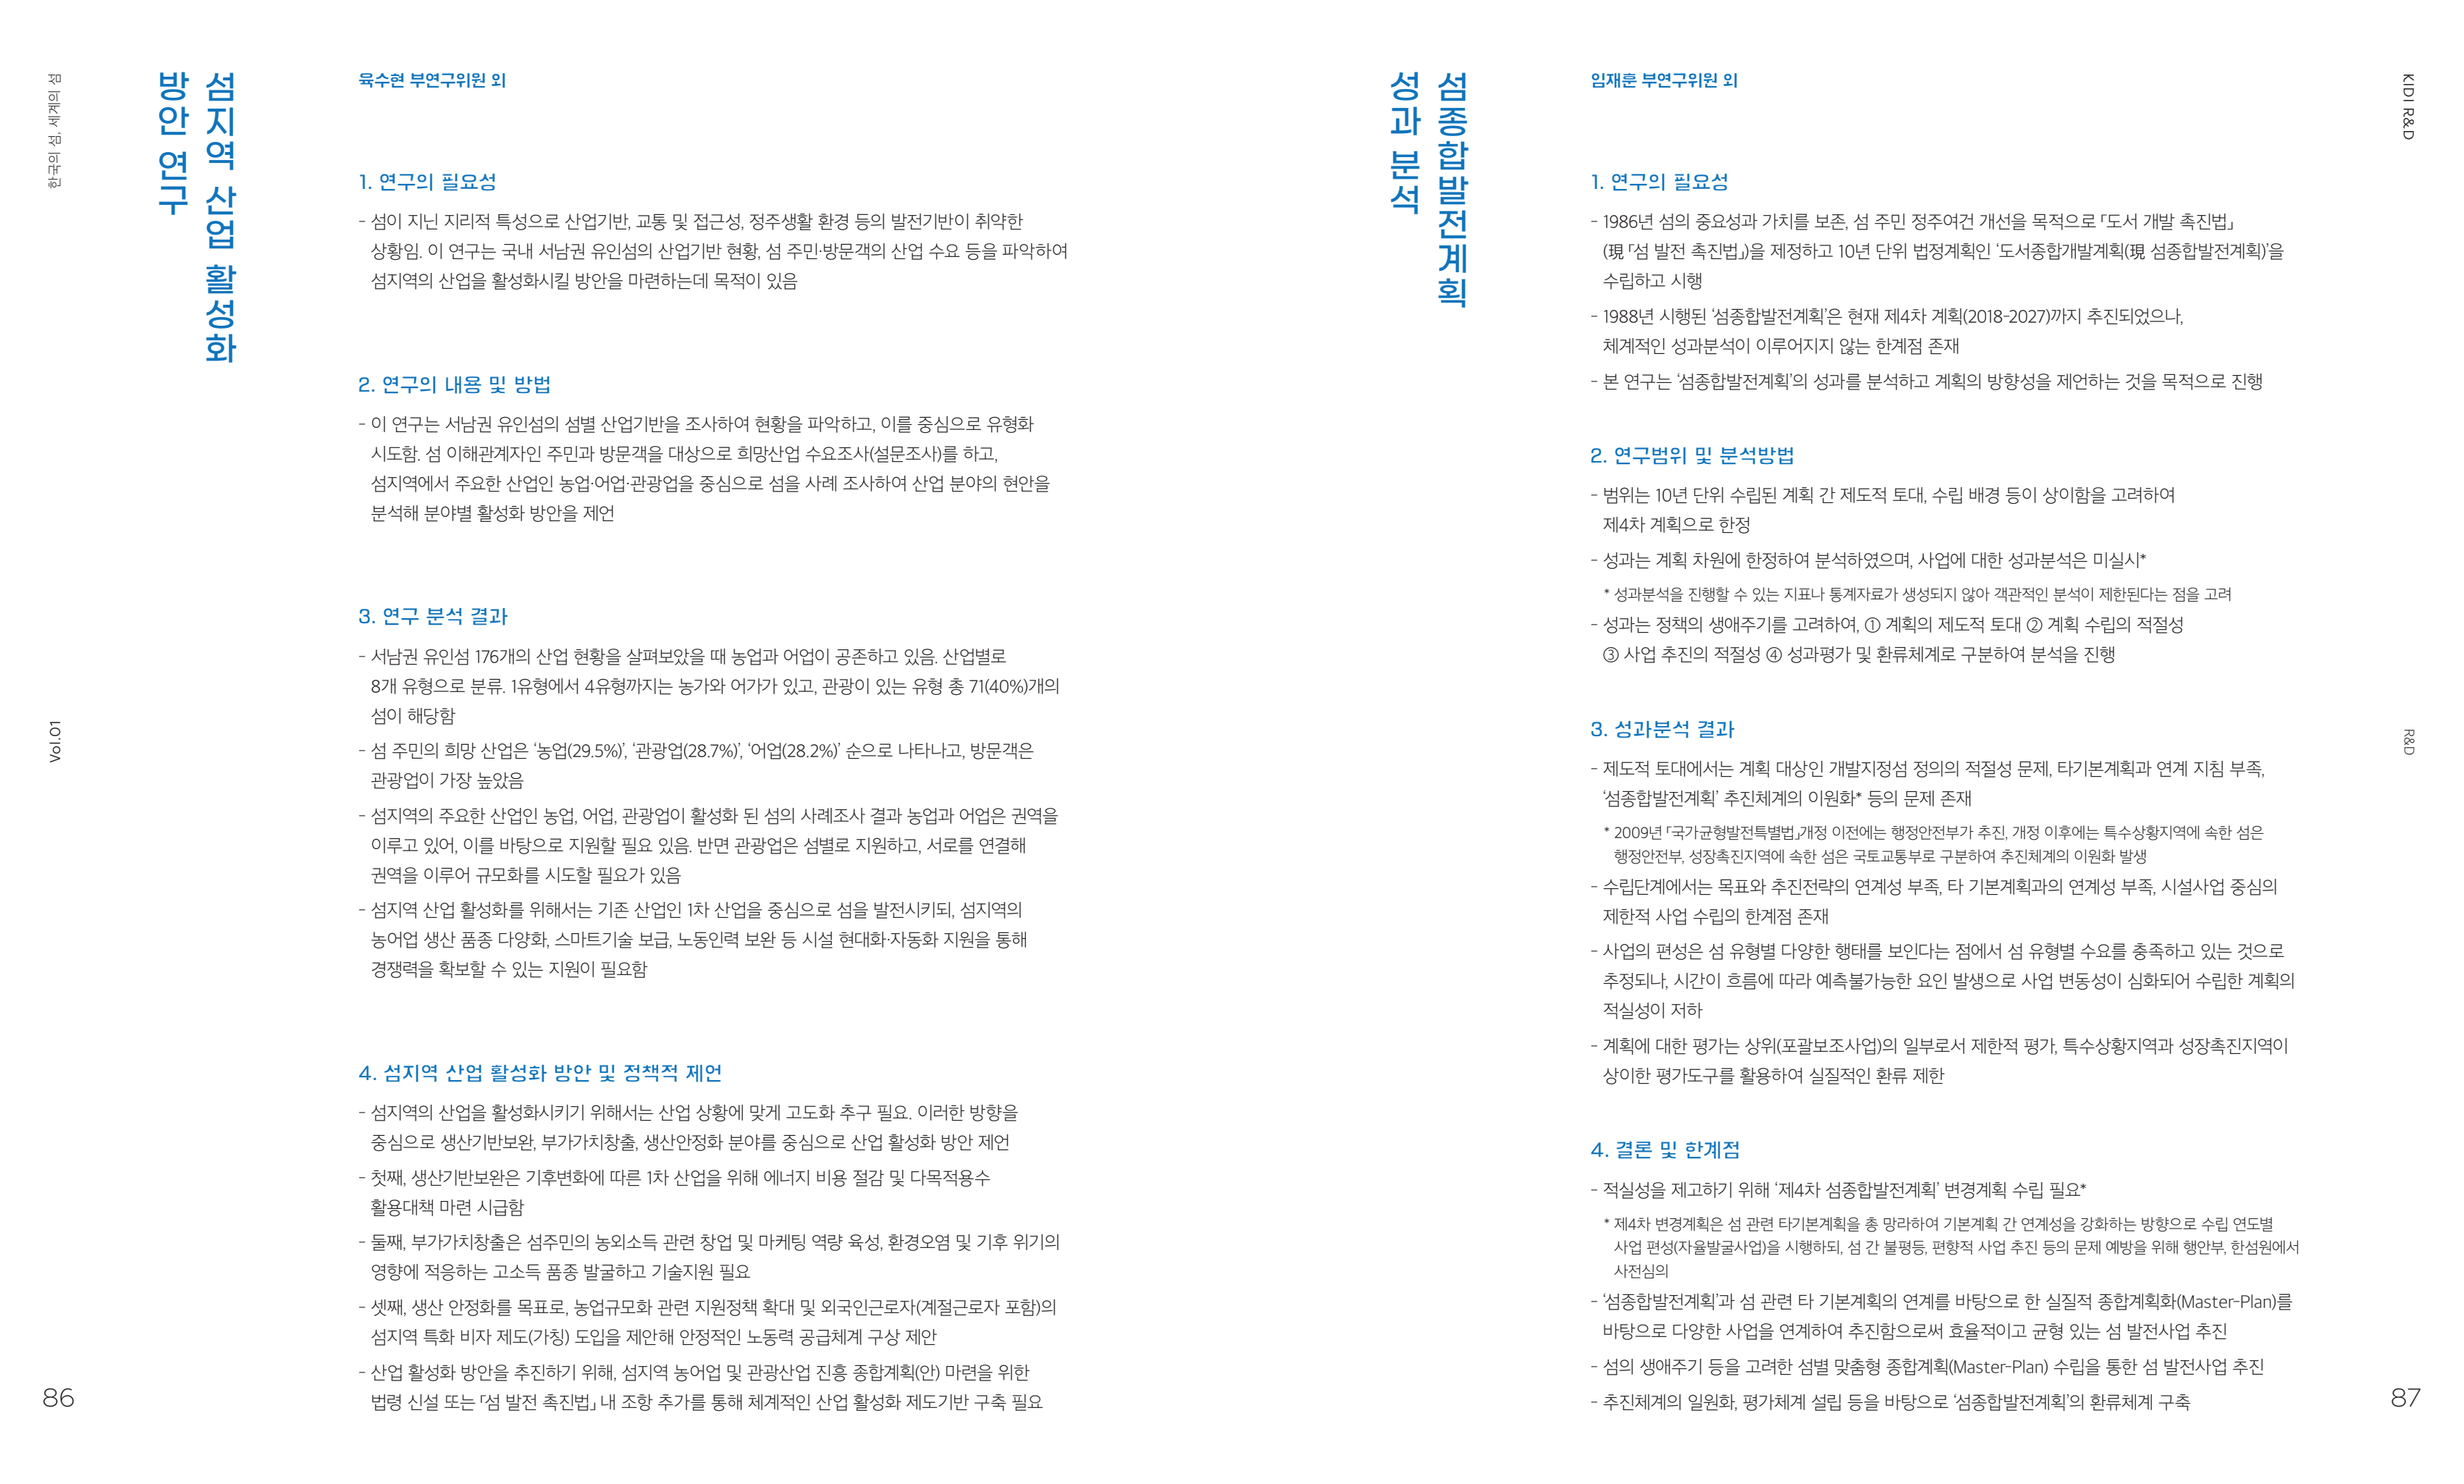 한국의 섬, 세계의 섬
Vol.01
86
섬지역 산업 활성화
방안 연구
육수현 부연구위원 외
1. 연구의 필요성
- 섬이 지닌 지리적 특성으로 산업기반, 교통 및 접근성, 정주생활 환경 등의 발전기반이 취약한
상황임. 이 연구는 국내 서남권 유인섬의 산업기반 현황, 섬 주민·방문객의 산업 수요 등을 파악하여
섬지역의 산업을 활성화시킬 방안을 마련하는데 목적이 있음
2. 연구의 내용 및 방법
- 이 연구는 서남권 유인섬의 섬별 산업기반을 조사하여 현황을 파악하고, 이를 중심으로 유형화
시도함. 섬 이해관계자인 주민과 방문객을 대상으로 희망산업 수요조사(설문조사)를 하고,
섬지역에서 주요한 산업인 농업·어업·관광업을 중심으로 섬을 사례 조사하여 산업 분야의 현안을
분석해 분야별 활성화 방안을 제언
3. 연구 분석 결과
- 서남권 유인섬 176개의 산업 현황을 살펴보았을 때 농업과 어업이 공존하고 있음. 산업별로
8개 유형으로 분류. 1유형에서 4유형까지는 농가와 어가가 있고, 관광이 있는 유형 총 71(40%)개의
섬이 해당함
- 섬 주민의 희망 산업은 ‘농업(29.5%)’, ‘관광업(28.7%)’, ‘어업(28.2%)’ 순으로 나타나고, 방문객은
관광업이 가장 높았음
- 섬지역의 주요한 산업인 농업, 어업, 관광업이 활성화 된 섬의 사례조사 결과 농업과 어업은 권역을
이루고 있어, 이를 바탕으로 지원할 필요 있음. 반면 관광업은 섬별로 지원하고, 서로를 연결해
권역을 이루어 규모화를 시도할 필요가 있음
- 섬지역 산업 활성화를 위해서는 기존 산업인 1차 산업을 중심으로 섬을 발전시키되, 섬지역의
농어업 생산 품종 다양화, 스마트기술 보급, 노동인력 보완 등 시설 현대화·자동화 지원을 통해
경쟁력을 확보할 수 있는 지원이 필요함
4. 섬지역 산업 활성화 방안 및 정책적 제언
- 섬지역의 산업을 활성화시키기 위해서는 산업 상황에 맞게 고도화 추구 필요. 이러한 방향을
중심으로 생산기반보완, 부가가치창출, 생산안정화 분야를 중심으로 산업 활성화 방안 제언
- 첫째, 생산기반보완은 기후변화에 따른 1차 산업을 위해 에너지 비용 절감 및 다목적용수
활용대책 마련 시급함
- 둘째, 부가가치창출은 섬주민의 농외소득 관련 창업 및 마케팅 역량 육성, 환경오염 및 기후 위기의
영향에 적응하는 고소득 품종 발굴하고 기술지원 필요
- 셋째, 생산 안정화를 목표로, 농업규모화 관련 지원정책 확대 및 외국인근로자(계절근로자 포함)의
섬지역 특화 비자 제도(가칭) 도입을 제안해 안정적인 노동력 공급체계 구상 제안
- 산업 활성화 방안을 추진하기 위해, 섬지역 농어업 및 관광산업 진흥 종합계획(안) 마련을 위한
법령 신설 또는 「섬 발전 촉진법」 내 조항 추가를 통해 체계적인 산업 활성화 제도기반 구축 필요
섬종합발전계획
성과 분석
임재훈 부연구위원 외
1. 연구의 필요성
- 1986년 섬의 중요성과 가치를 보존, 섬 주민 정주여건 개선을 목적으로 「도서 개발 촉진법」
(現 「섬 발전 촉진법」)을 제정하고 10년 단위 법정계획인 ‘도서종합개발계획(現 섬종합발전계획)’을
수립하고 시행
- 1988년 시행된 ‘섬종합발전계획’은 현재 제4차 계획(2018-2027)까지 추진되었으나,
체계적인 성과분석이 이루어지지 않는 한계점 존재
- 본 연구는 ‘섬종합발전계획’의 성과를 분석하고 계획의 방향성을 제언하는 것을 목적으로 진행
2. 연구범위 및 분석방법
- 범위는 10년 단위 수립된 계획 간 제도적 토대, 수립 배경 등이 상이함을 고려하여
제4차 계획으로 한정
- 성과는 계획 차원에 한정하여 분석하였으며, 사업에 대한 성과분석은 미실시*
* 성과분석을 진행할 수 있는 지표나 통계자료가 생성되지 않아 객관적인 분석이 제한된다는 점을 고려
- 성과는 정책의 생애주기를 고려하여, ① 계획의 제도적 토대 ② 계획 수립의 적절성
③ 사업 추진의 적절성 ④ 성과평가 및 환류체계로 구분하여 분석을 진행
3. 성과분석 결과
- 제도적 토대에서는 계획 대상인 개발지정섬 정의의 적절성 문제, 타기본계획과 연계 지침 부족,
‘섬종합발전계획’ 추진체계의 이원화* 등의 문제 존재
* 2009년 「국가균형발전특별법」개정 이전에는 행정안전부가 추진, 개정 이후에는 특수상황지역에 속한 섬은
행정안전부, 성장촉진지역에 속한 섬은 국토교통부로 구분하여 추진체계의 이원화 발생
- 수립단계에서는 목표와 추진전략의 연계성 부족, 타 기본계획과의 연계성 부족, 시설사업 중심의
제한적 사업 수립의 한계점 존재
- 사업의 편성은 섬 유형별 다양한 행태를 보인다는 점에서 섬 유형별 수요를 충족하고 있는 것으로
추정되나, 시간이 흐름에 따라 예측불가능한 요인 발생으로 사업 변동성이 심화되어 수립한 계획의
적실성이 저하
- 계획에 대한 평가는 상위(포괄보조사업)의 일부로서 제한적 평가, 특수상황지역과 성장촉진지역이
상이한 평가도구를 활용하여 실질적인 환류 제한
4. 결론 및 한계점
- 적실성을 제고하기 위해 ‘제4차 섬종합발전계획’ 변경계획 수립 필요*
* 제4차 변경계획은 섬 관련 타기본계획을 총 망라하여 기본계획 간 연계성을 강화하는 방향으로 수립 연도별
사업 편성(자율발굴사업)을 시행하되, 섬 간 불평등, 편향적 사업 추진 등의 문제 예방을 위해 행안부, 한섬원에서
사전심의
- ‘섬종합발전계획’과 섬 관련 타 기본계획의 연계를 바탕으로 한 실질적 종합계획화(Master-Plan)를
바탕으로 다양한 사업을 연계하여 추진함으로써 효율적이고 균형 있는 섬 발전사업 추진
- 섬의 생애주기 등을 고려한 섬별 맞춤형 종합계획(Master-Plan) 수립을 통한 섬 발전사업 추진
- 추진체계의 일원화, 평가체계 설립 등을 바탕으로 ‘섬종합발전계획’의 환류체계 구축
KIDI R&D
R&D
87